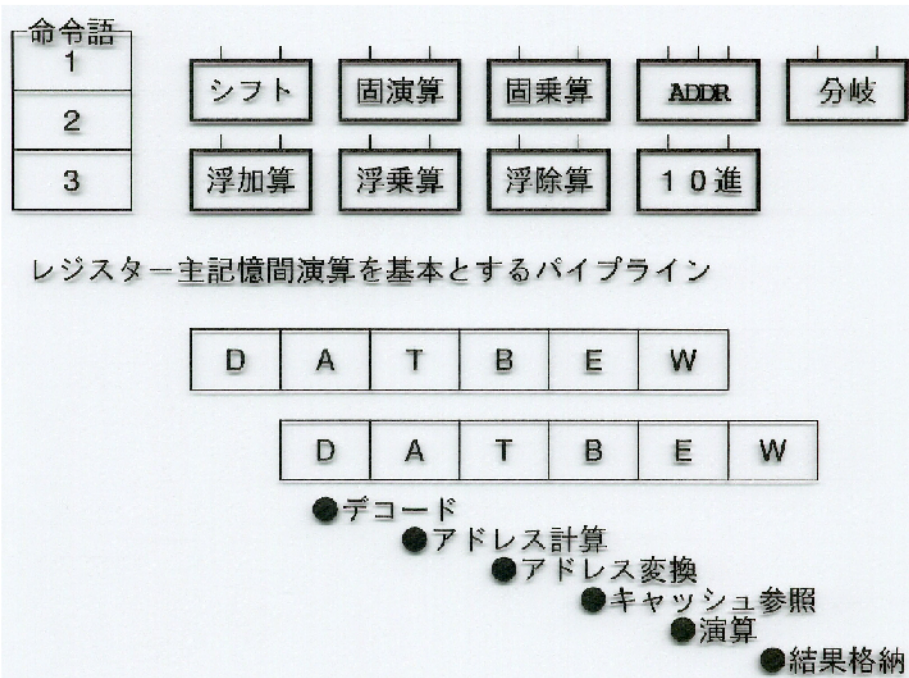 命令語
1
シフト 固演算 固乗算 ADDR 分岐
2
3
浮加算 浮乗算 浮除算 10進
レジスター主記憶間演算を基本とするパイプライン
D A T B E W
D A T B E W
●デコード
●アドレス計算
●アドレス変換
●キャッシュ参照
●演算
●結果格納